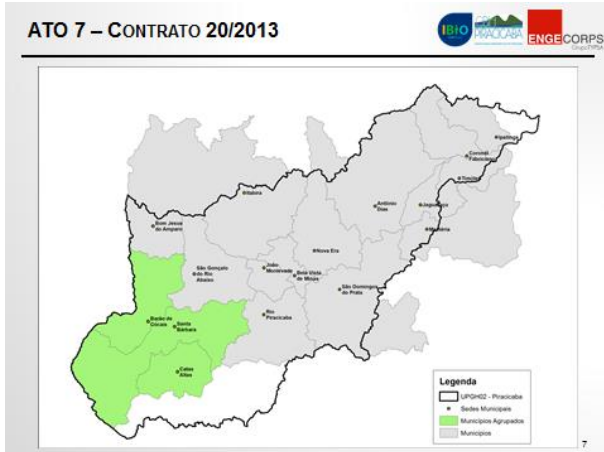 ATO 7 – CONTRATO 20/2013
IBIO
PIRACICABA
ENGECORPS
Grupo TYPSA
Ipatinga
Coronel
Fabriciano
Timóteo
Itabira
Antônio
Dias
Jaguaraçu
Marliéria
Bom Jesus
do Amparo
Nova Era
São Gonçalo
do Rio
Abaixo
João
Monlevade
Bela Vista
de Minas
São Domingos
do Prata
Rio
Piracicaba
Barão de
Cocais
Santa
Bárbara
Catas
Altas
Legenda
UPGH02 - Piracicaba
Sedes Municipais
Municípios Agrupados
Municípios
7